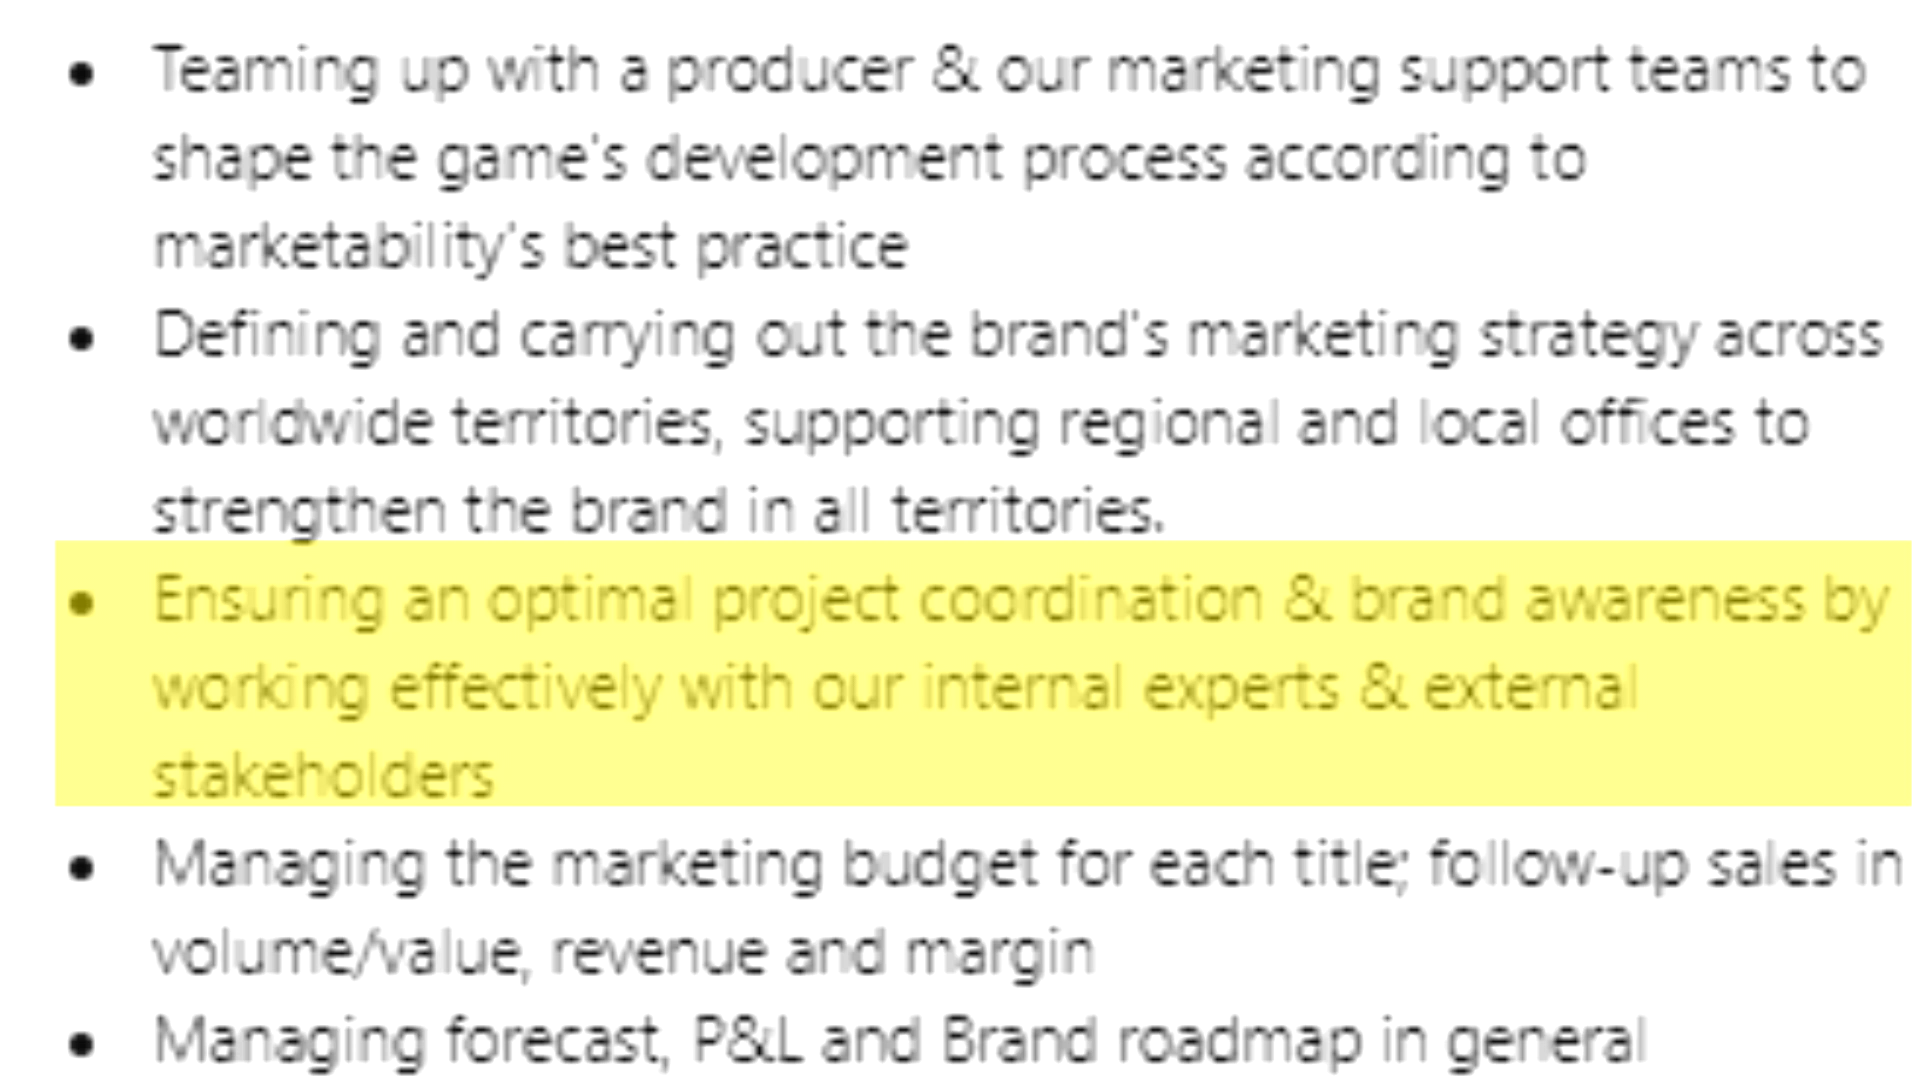 • Teaming up with a producer & our marketing support teams to
shape the game's development process according to
marketability's best practice
• Defining and carrying out the brand's marketing strategy across
worldwide territories, supporting regional and local offices to
strengthen the brand in all territories.
• Ensuring an optimal project coordination & brand awareness by
working effectively with our internal experts & external
stakeholders
• Managing the marketing budget for each title; follow-up sales in
volume/value, revenue and margin
• Managing forecast, P&L and Brand roadmap in general